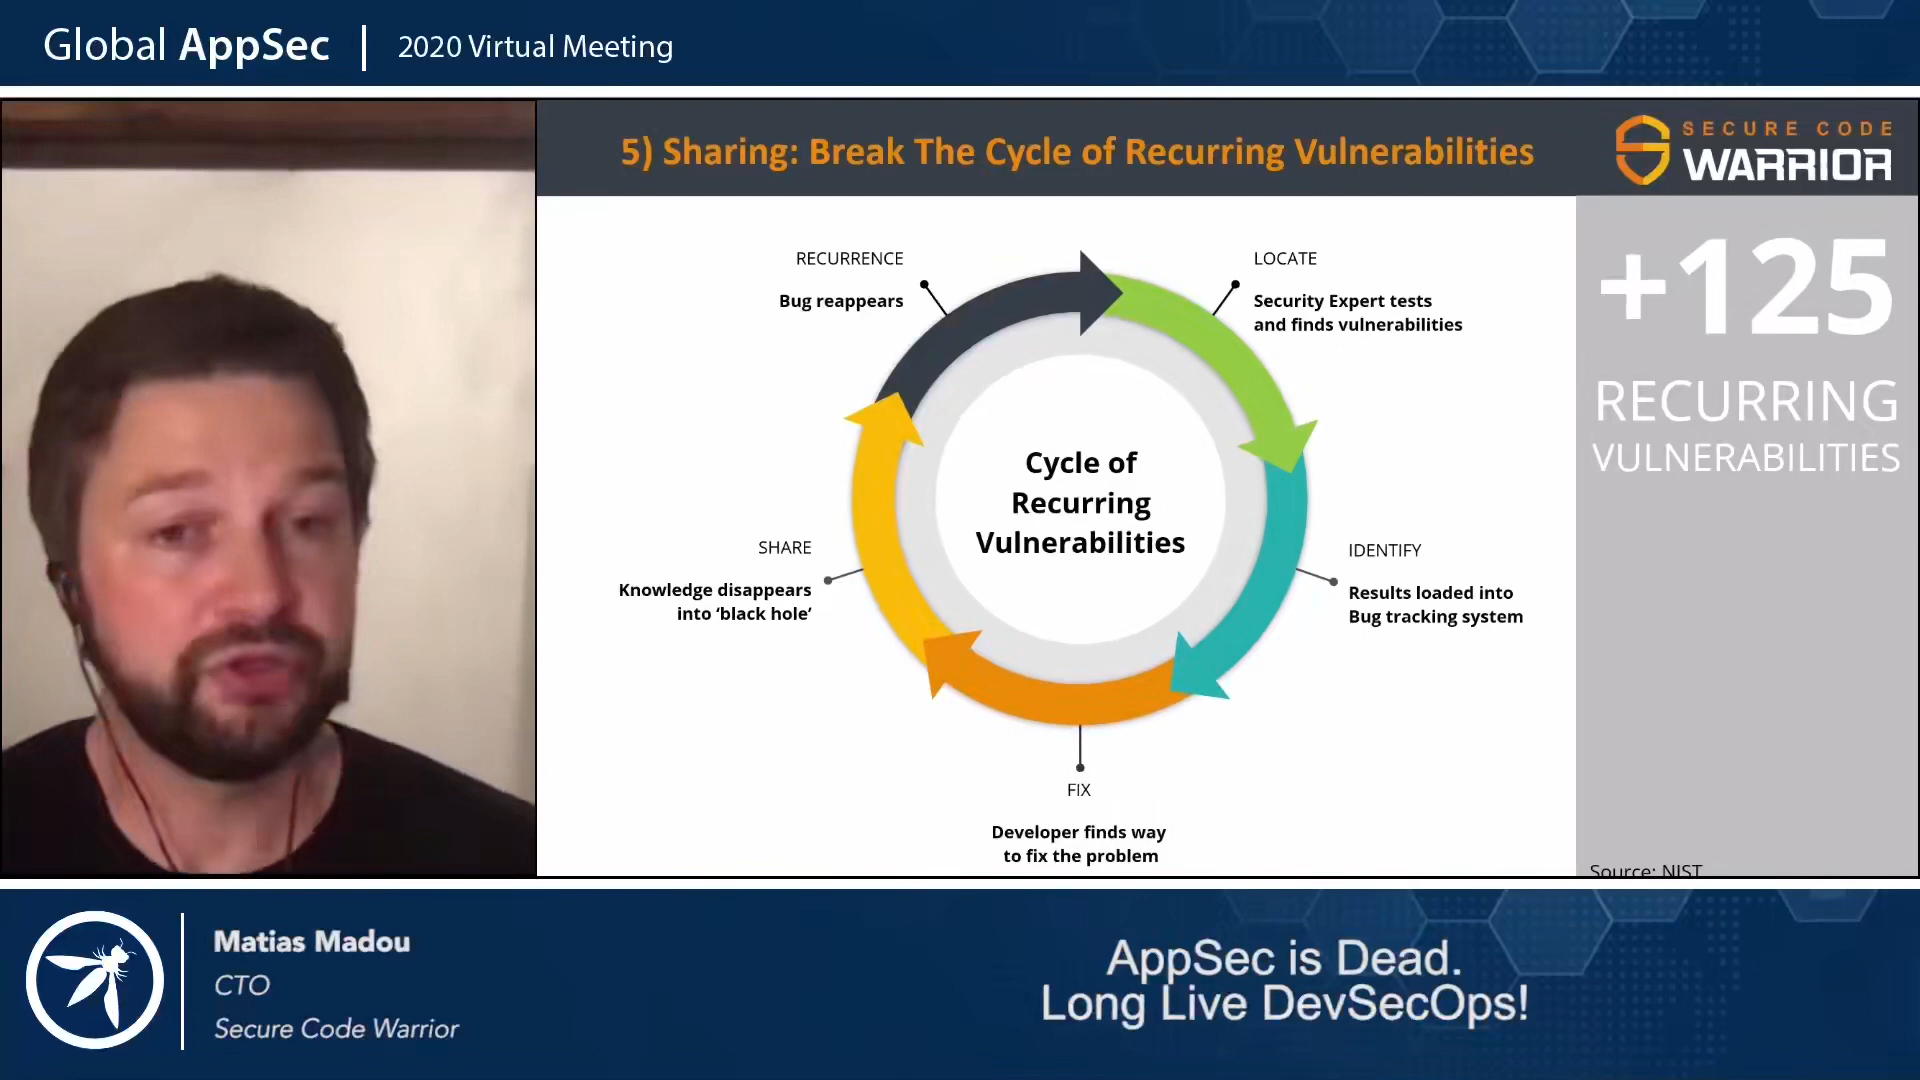 Global AppSec | 2020 Virtual Meeting
5) Sharing: Break The Cycle of Recurring Vulnerabilities
SECURE CODE
WARRIOR
RECURRENCE
Bug reappears
LOCATE
Security Expert tests
and finds vulnerabilities
+125
RECURRING
VULNERABILITIES
Cycle of
Recurring
Vulnerabilities
SHARE
Knowledge disappears
into ‘black hole’
IDENTIFY
Results loaded into
Bug tracking system
FIX
Developer finds way
to fix the problem
Source: NIST
Matias Madou
CTO
Secure Code Warrior
AppSec is Dead.
Long Live DevSecOps!